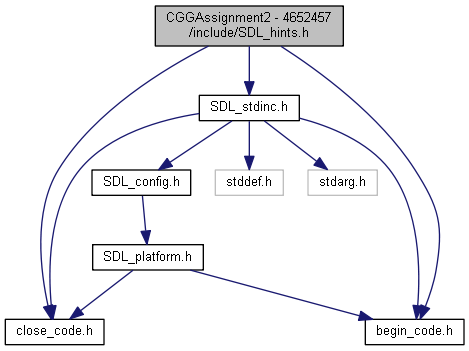 CGGAssignment2 - 4652457
/include/SDL_hints.h
SDL_stdinc.h
SDL_config.h
stddef.h
stdarg.h
SDL_platform.h
close_code.h
begin_code.h